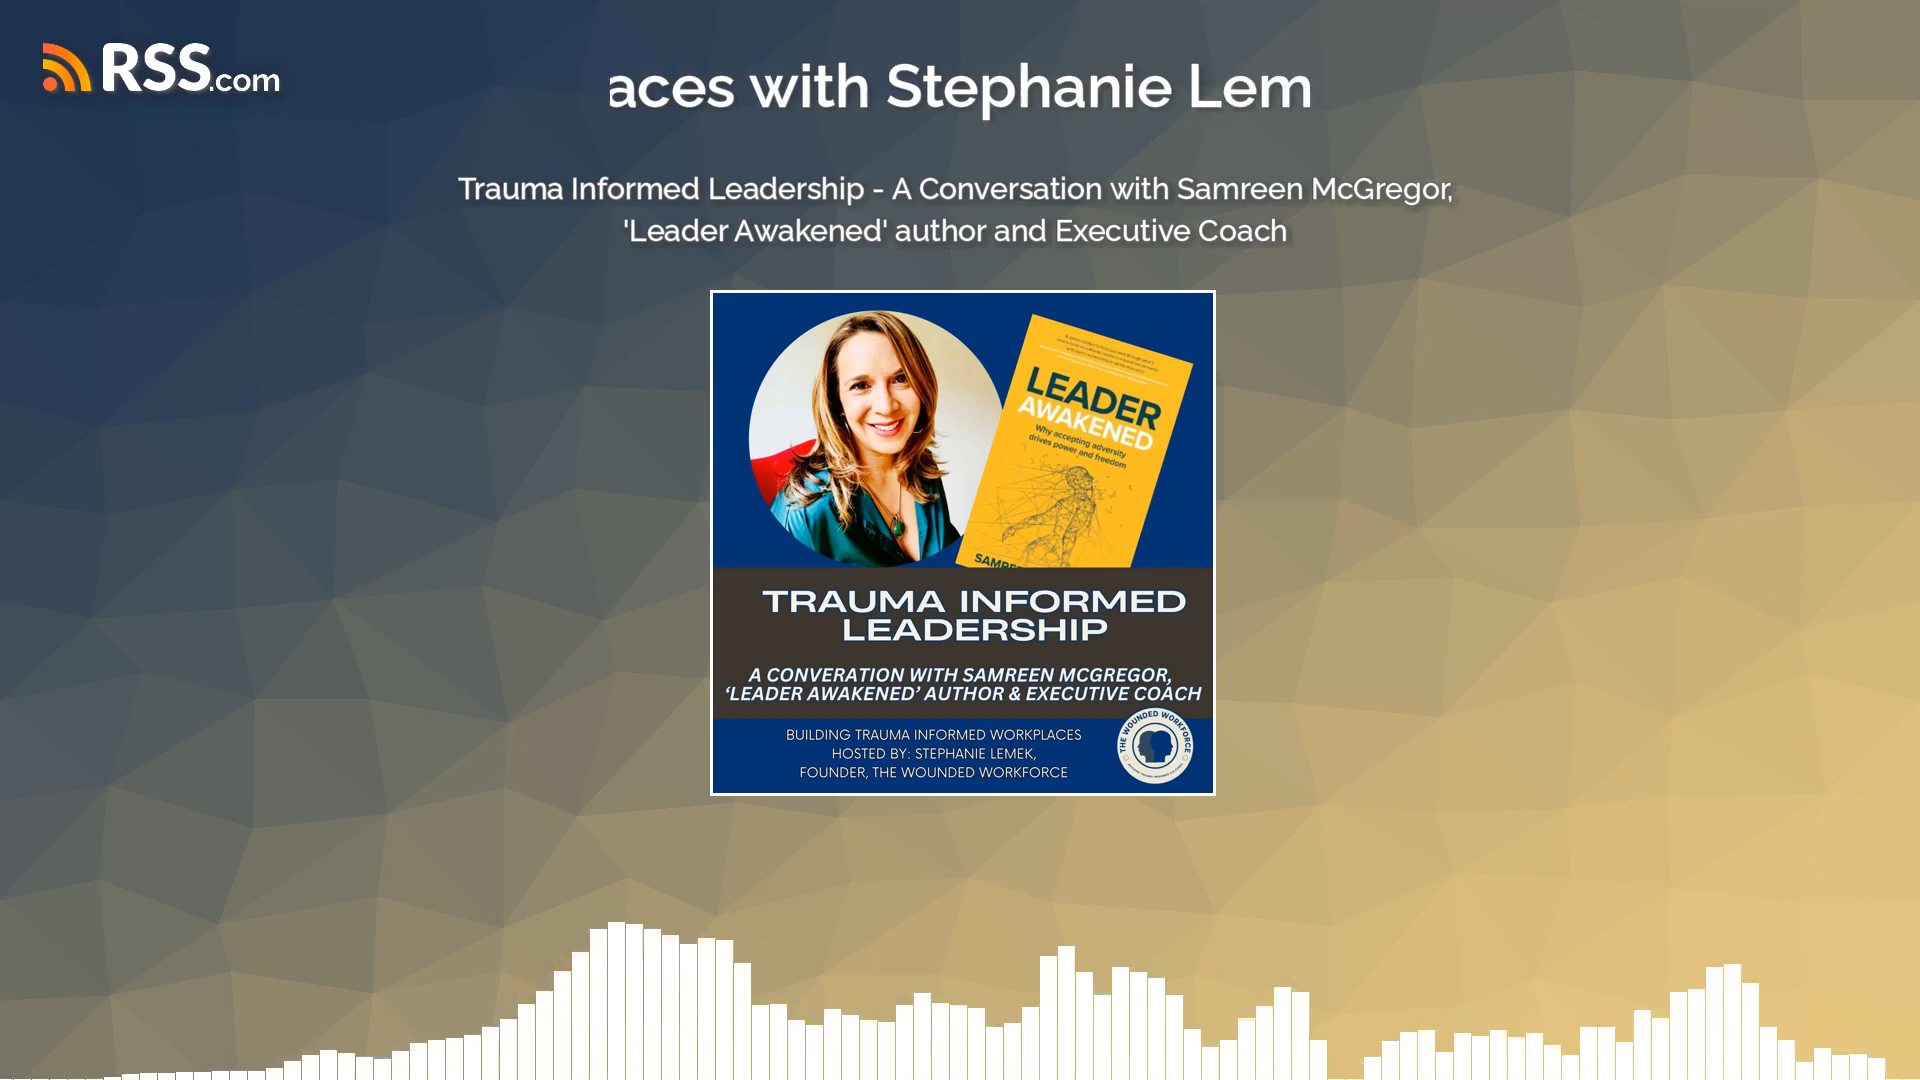 RSS.com
aces with Stephanie Lem
Trauma Informed Leadership - A Conversation with Samreen McGregor,
'Leader Awakened' author and Executive Coach
LEADER
AWAKENED
Why accepting adversity
drives power and freedom
TRAUMA INFORMED
LEADERSHIP
A CONVERATION WITH SAMREEN MCGREGOR,
‘LEADER AWAKENED’ AUTHOR & EXECUTIVE COACH
BUILDING TRAUMA INFORMED WORKPLACES
HOSTED BY: STEPHANIE LEMEK,
FOUNDER, THE WOUNDED WORKFORCE
THE WOUNDED WORKFORCE